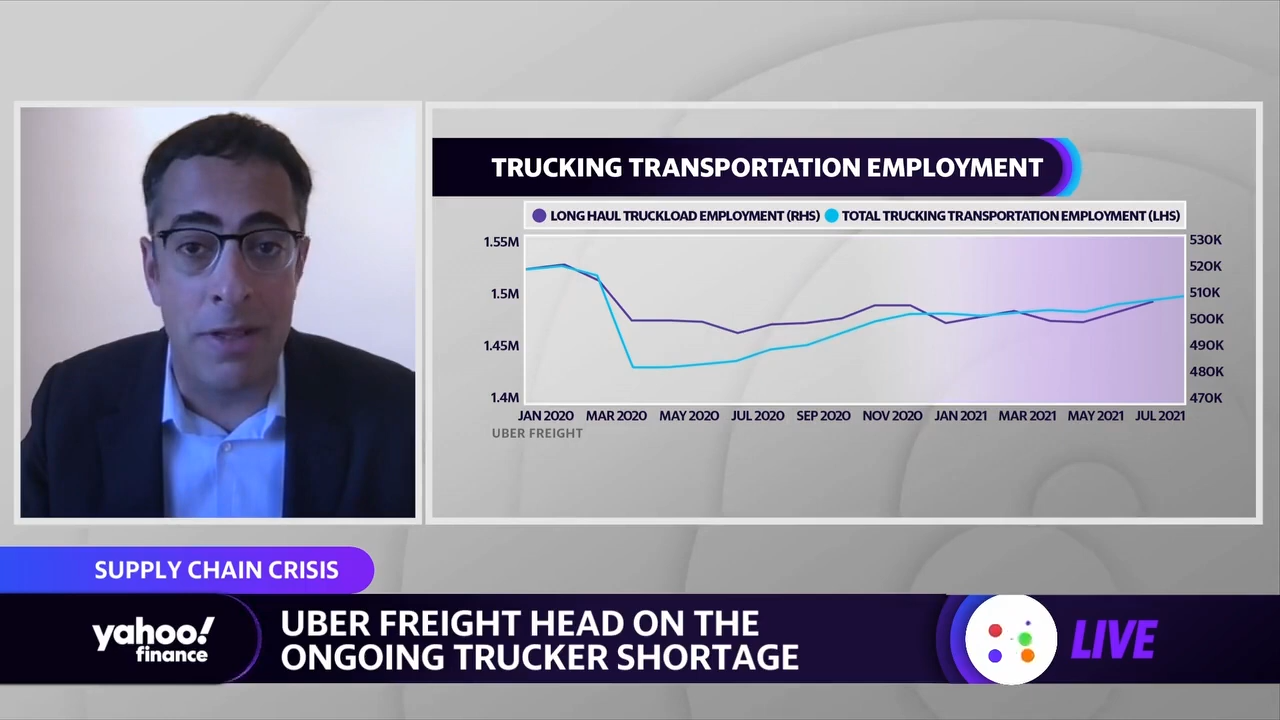 TRUCKING TRANSPORTATION EMPLOYMENT
LONG HAUL TRUCKLOAD EMPLOYMENT (RHS) TOTAL TRUCKING TRANSPORTATION EMPLOYMENT (LHS)
1.55M
1.5M
1.45M
1.4M
530K
520K
510K
500K
490K
480K
470K
JAN 2020 MAR 2020 MAY 2020 JUL 2020 SEP 2020 NOV 2020 JAN 2021 MAR 2021 MAY 2021 JUL 2021
UBER FREIGHT
SUPPLY CHAIN CRISIS
yahoo!
finance
UBER FREIGHT HEAD ON THE
ONGOING TRUCKER SHORTAGE
LIVE